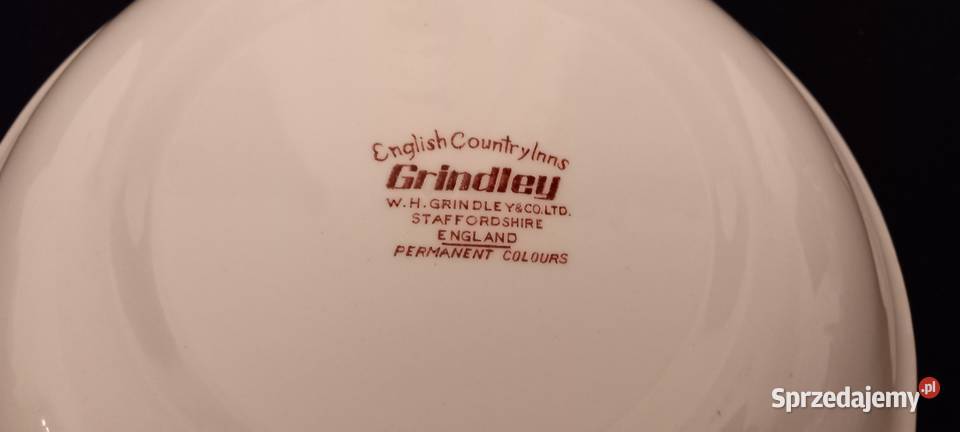 English Country Inns
Grindley
W.H. GRINDLEY & CO. LTD.
STAFFORDSHIRE
ENGLAND
PERMANENT COLOURS
Sprzedajemy.pl